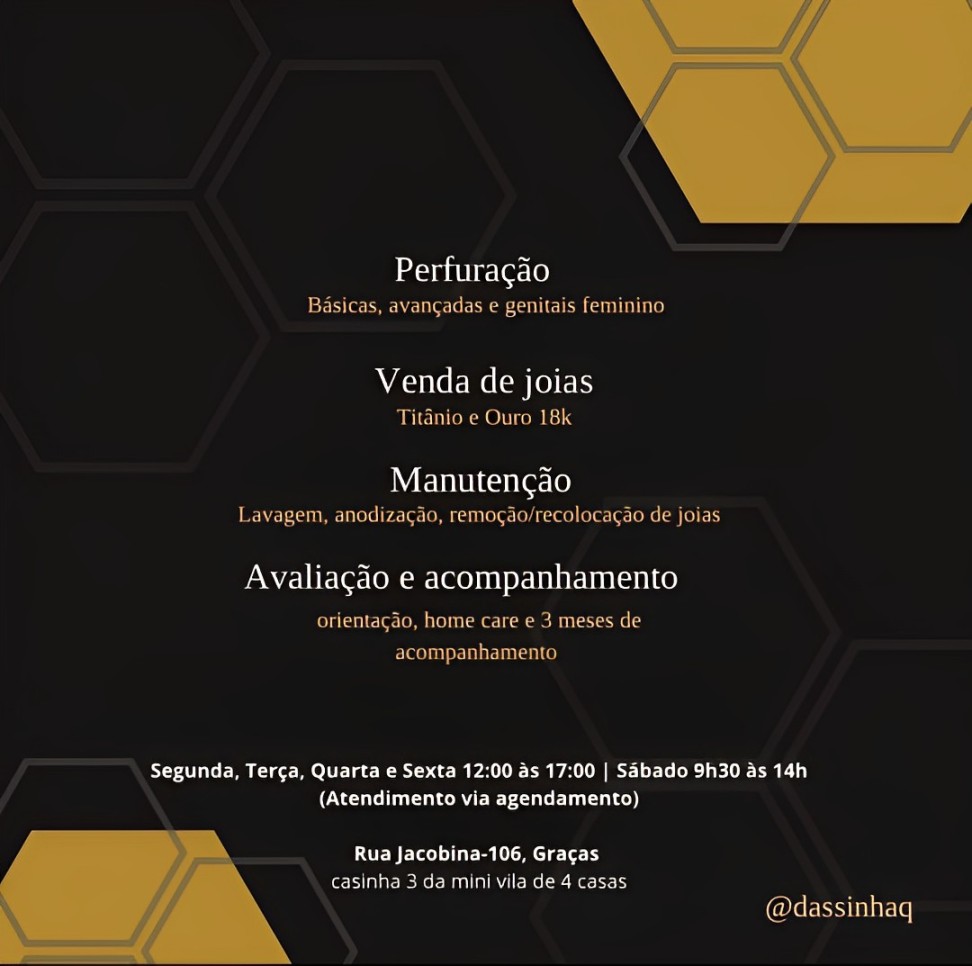 Perfuração
Básicas, avançadas e genitais feminino
Venda de joias
Titânio e Ouro 18k
Manutenção
Lavagem, anodização, remoção/recolocação de joias
Avaliação e acompanhamento
orientação, home care e 3 meses de
acompanhamento
Segunda, Terça, Quarta e Sexta 12:00 às 17:00 | Sábado 9h30 às 14h
(Atendimento via agendamento)
Rua Jacobina-106, Graças
casinha 3 da mini vila de 4 casas
@dassinhaq